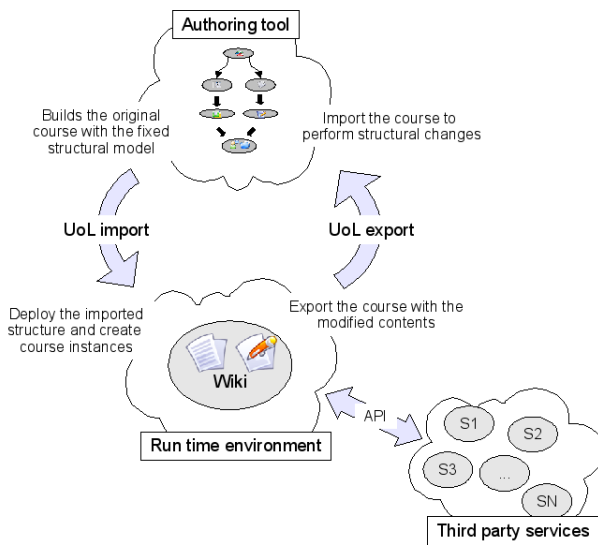 Authoring tool
Builds the original
course with the fixed
structural model
Import the course to
perform structural changes
UoL import
UoL export
Deploy the imported
structure and create
course instances
Export the course with the
modified contents
Wiki
Run time environment
API
S1
S2
S3
...
SN
Third party services